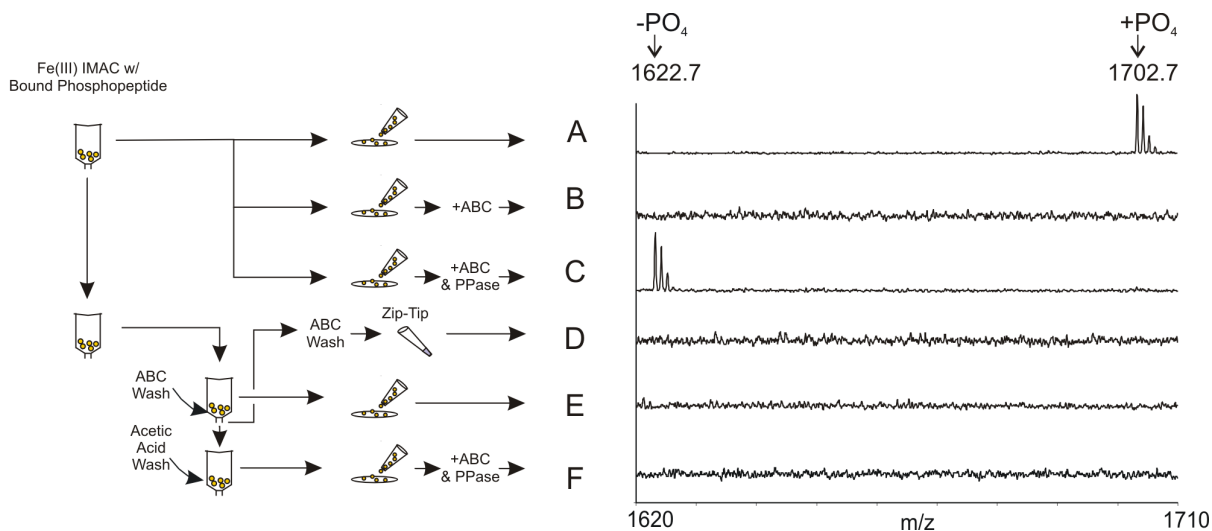 Fe(III) IMAC w/
Bound Phosphopeptide
-PO4
1622.7
+PO4
1702.7
A
+ABC
B
+ABC
& PPase
C
ABC
Wash
Zip-Tip
D
ABC
Wash
E
Acetic
Acid
Wash
+ABC
& PPase
F
1620
m/z
1710